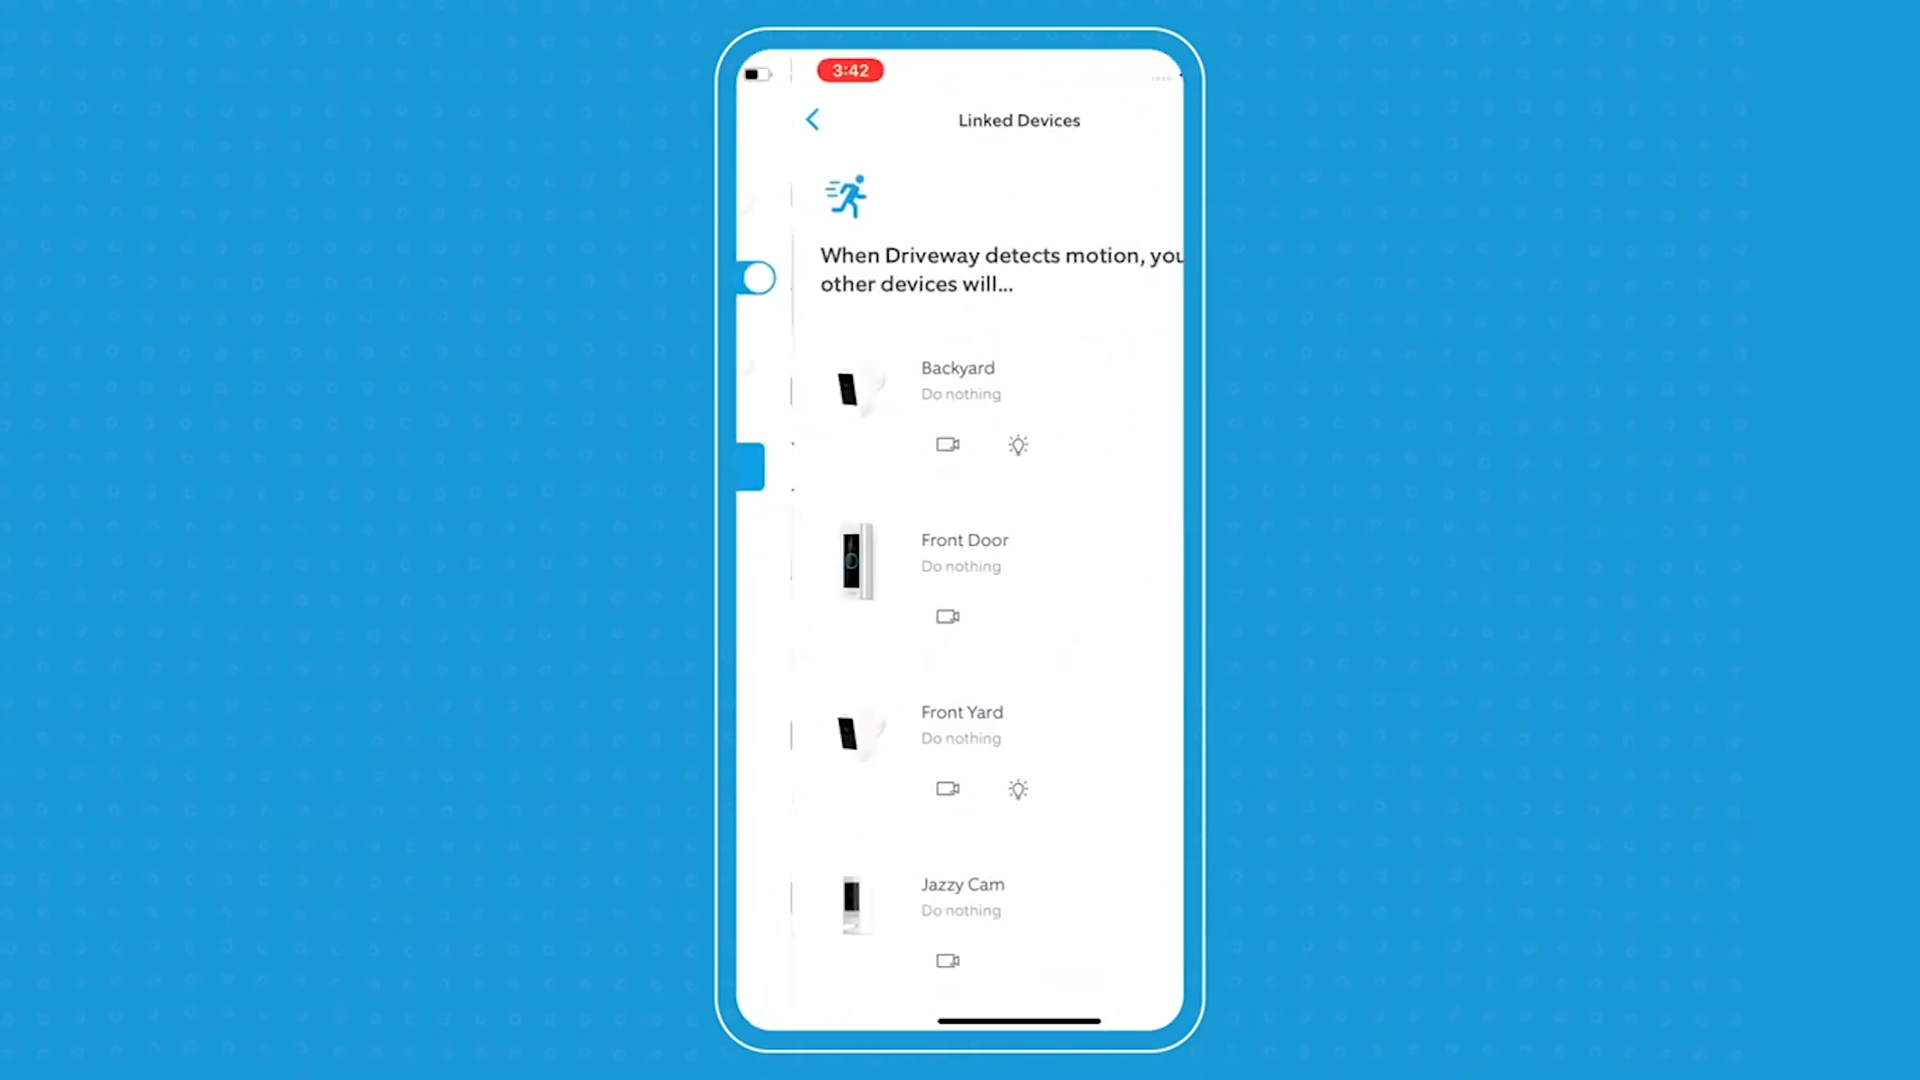 3:42
Linked Devices
When Driveway detects motion, you
other devices will...
Backyard
Do nothing
Front Door
Do nothing
Front Yard
Do nothing
Jazzy Cam
Do nothing